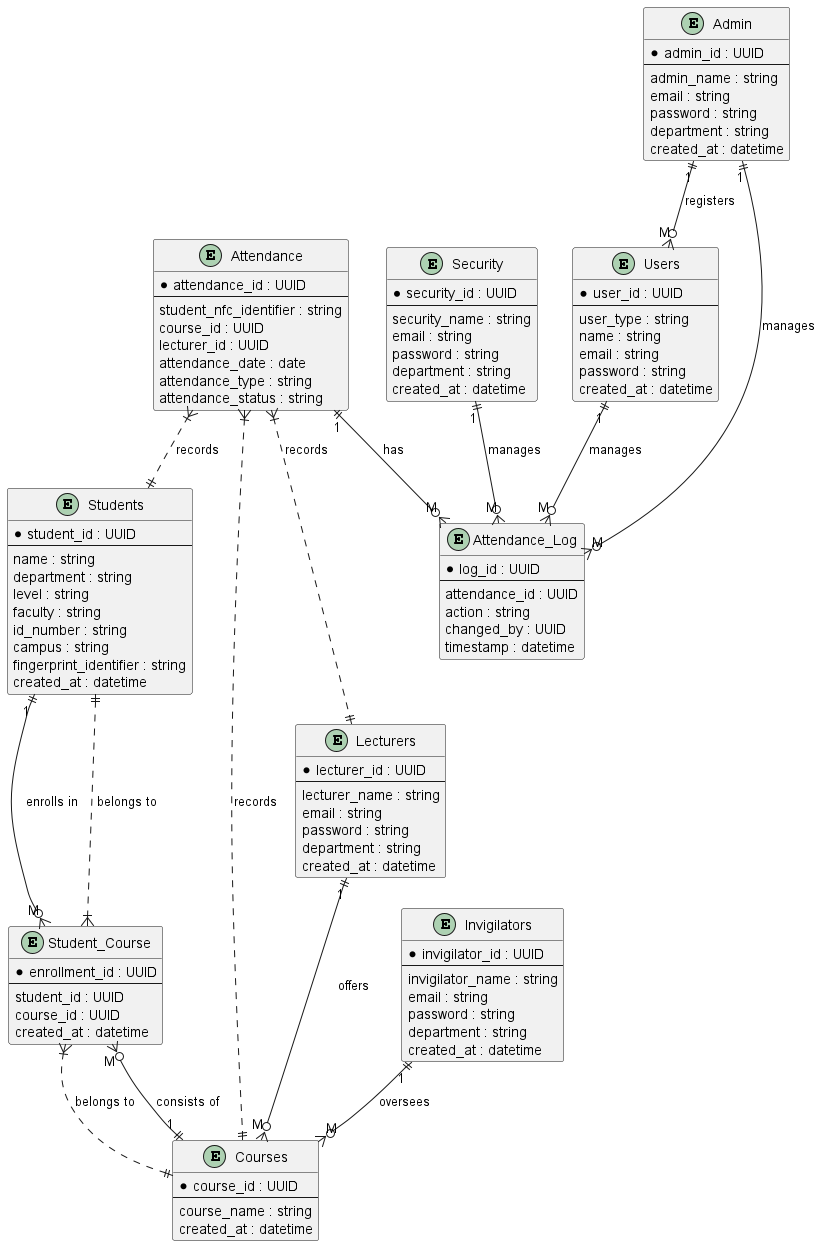 E Admin
* admin_id : UUID
admin_name : string
email : string
password : string
department : string
created_at : datetime
1
1
registers
M
manages
E Attendance
* attendance_id : UUID
student_nfc_identifier : string
course_id : UUID
lecturer_id : UUID
attendance_date : date
attendance_type : string
attendance_status : string
E Security
* security_id : UUID
security_name : string
email : string
password : string
department : string
created_at : datetime
E Users
* user_id : UUID
user_type : string
name : string
email : string
password : string
created_at : datetime
1
1
1
records
records
has
manages
manages
M
M
M
M
E Students
* student_id : UUID
name : string
department : string
level : string
faculty : string
id_number : string
campus : string
fingerprint_identifier : string
created_at : datetime
E Attendance_Log
* log_id : UUID
attendance_id : UUID
action : string
changed_by : UUID
timestamp : datetime
1
enrolls in
belongs to
records
M
E Lecturers
* lecturer_id : UUID
lecturer_name : string
email : string
password : string
department : string
created_at : datetime
1
offers
M
E Student_Course
* enrollment_id : UUID
student_id : UUID
course_id : UUID
created_at : datetime
M
belongs to
consists of
1
E Invigilators
* invigilator_id : UUID
invigilator_name : string
email : string
password : string
department : string
created_at : datetime
1
oversees
M
E Courses
* course_id : UUID
course_name : string
created_at : datetime